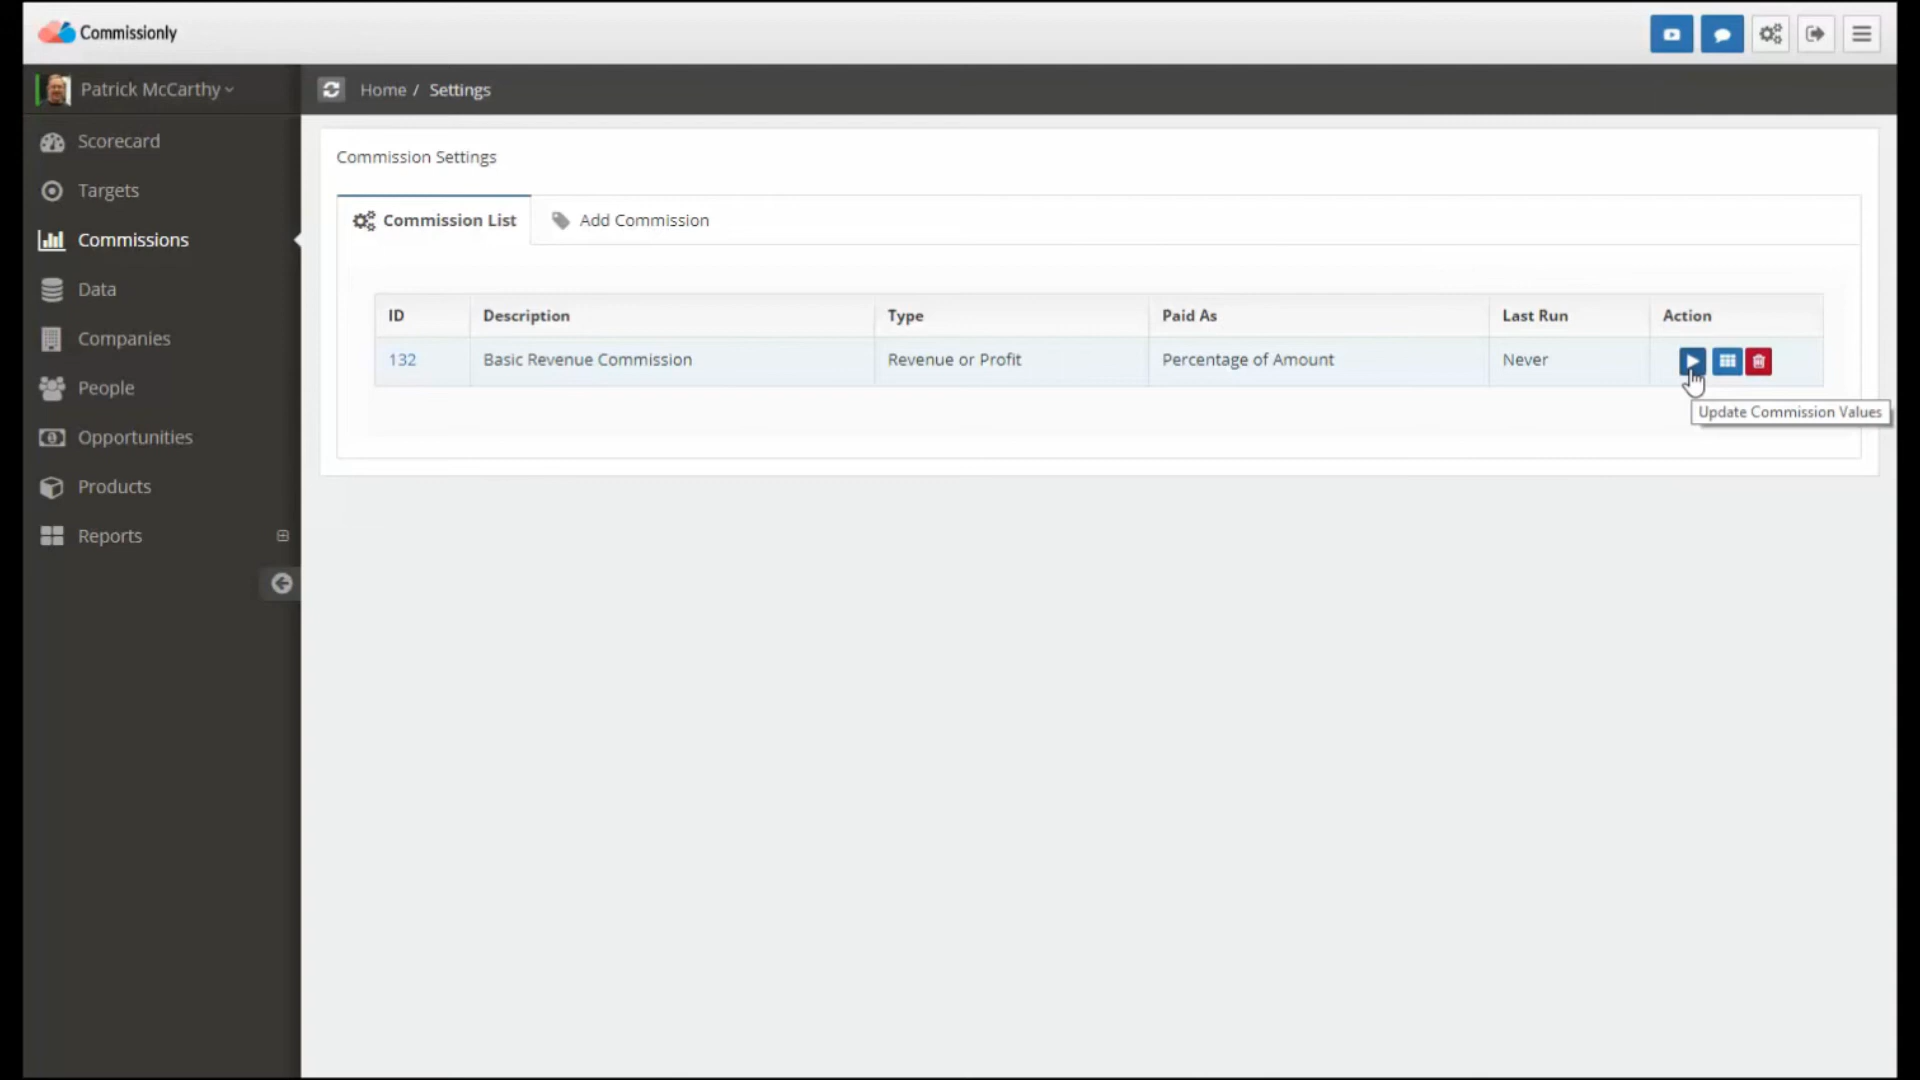 Commissionly
Patrick McCarthy
Home / Settings
Scorecard
Targets
Commissions
Data
Companies
People
Opportunities
Products
Reports
Commission Settings
Commission List Add Commission
ID Description Type Paid As Last Run Action
132 Basic Revenue Commission Revenue or Profit Percentage of Amount Never
Update Commission Values